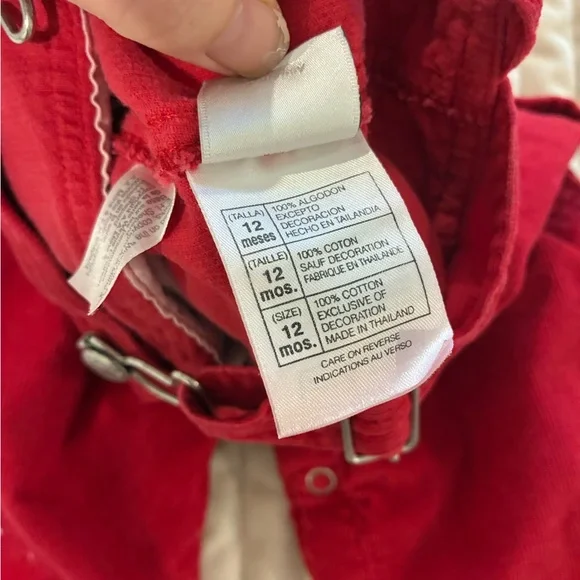 (TALLA)
12
meses
100% ALGODON
EXCEPTO
DECORACION
HECHO EN TAILANDIA
(TAILLE)
12
mos.
100% COTON
SAUF DECORATION
FABRIQUE EN THAILANDE
(SIZE)
12
mos.
100% COTTON
EXCLUSIVE OF
DECORATION
MADE IN THAILAND
CARE ON REVERSE
INDICATIONS AU VERSO